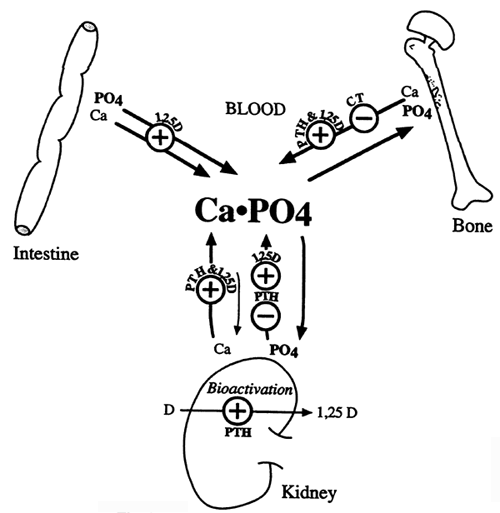 PO4
Ca
1,25D
+
BLOOD
PTH & 1,25D
+
CT
−
Ca
PO4
Intestine
Ca•PO4
Bone
PTH & 1,25D
+
1,25D
+
PTH
−
Ca
PO4
Bioactivation
D
+
1,25 D
PTH
Kidney